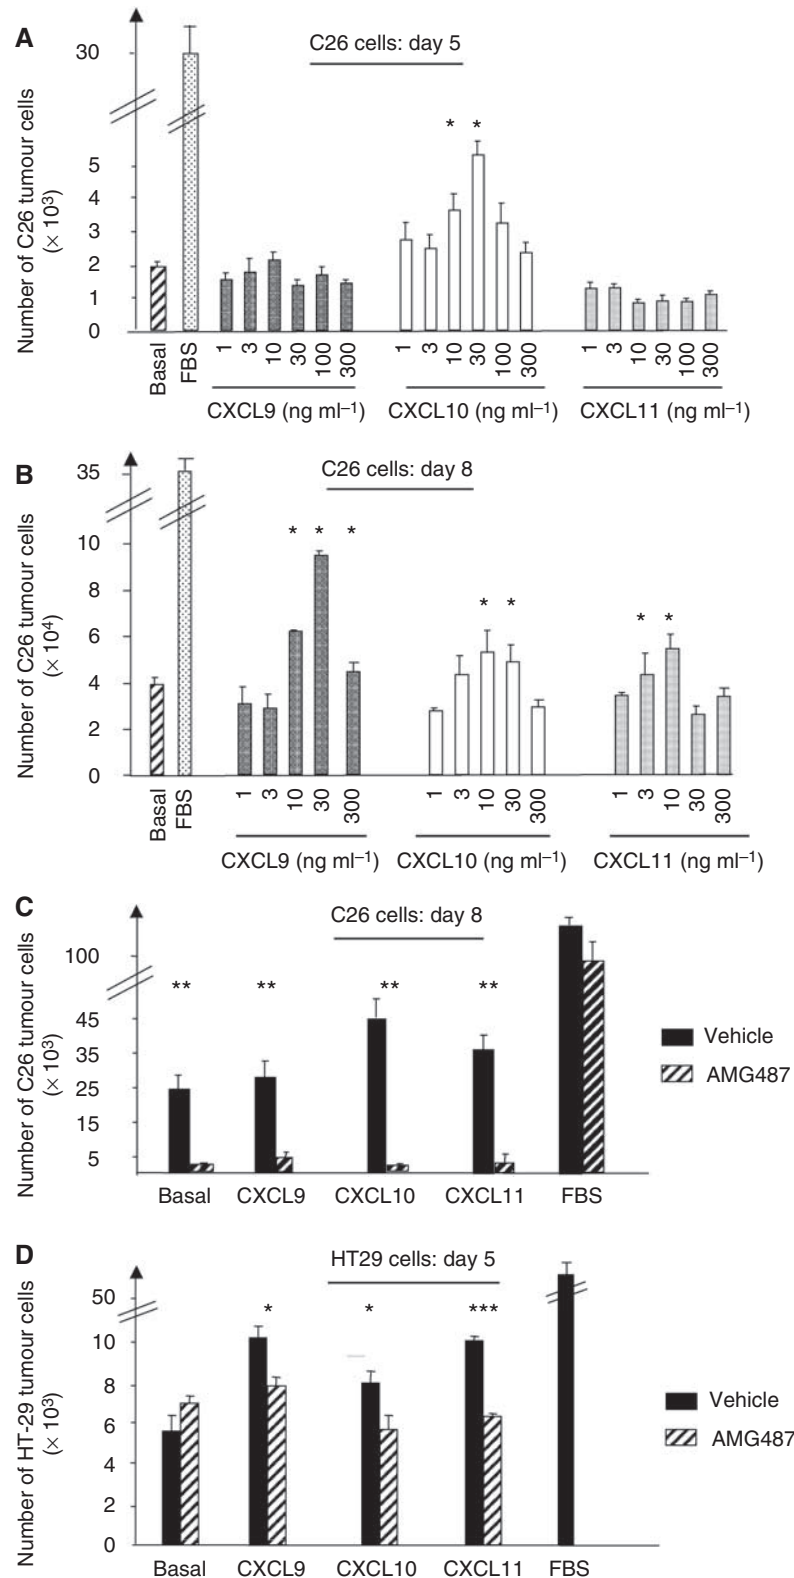 A
C26 cells: day 5
Number of C26 tumour cells
(× 10³)
30
5
4
3
2
1
0
* *
Basal FBS 1 3 10 30 100 300 1 3 10 30 100 300 1 3 10 30 100 300
CXCL9 (ng ml⁻¹) CXCL10 (ng ml⁻¹) CXCL11 (ng ml⁻¹)
B
C26 cells: day 8
Number of C26 tumour cells
(× 10⁴)
35
10
8
6
4
2
0
* * * * * * *
Basal FBS 1 3 10 30 300 1 3 10 30 300 1 3 10 30 300
CXCL9 (ng ml⁻¹) CXCL10 (ng ml⁻¹) CXCL11 (ng ml⁻¹)
C
C26 cells: day 8
Number of C26 tumour cells
(× 10³)
100
45
35
25
15
5
** ** ** **
Vehicle
AMG487
Basal CXCL9 CXCL10 CXCL11 FBS
D
HT29 cells: day 5
Number of HT-29 tumour cells
(× 10³)
50
10
8
6
4
2
0
* * ***
Vehicle
AMG487
Basal CXCL9 CXCL10 CXCL11 FBS